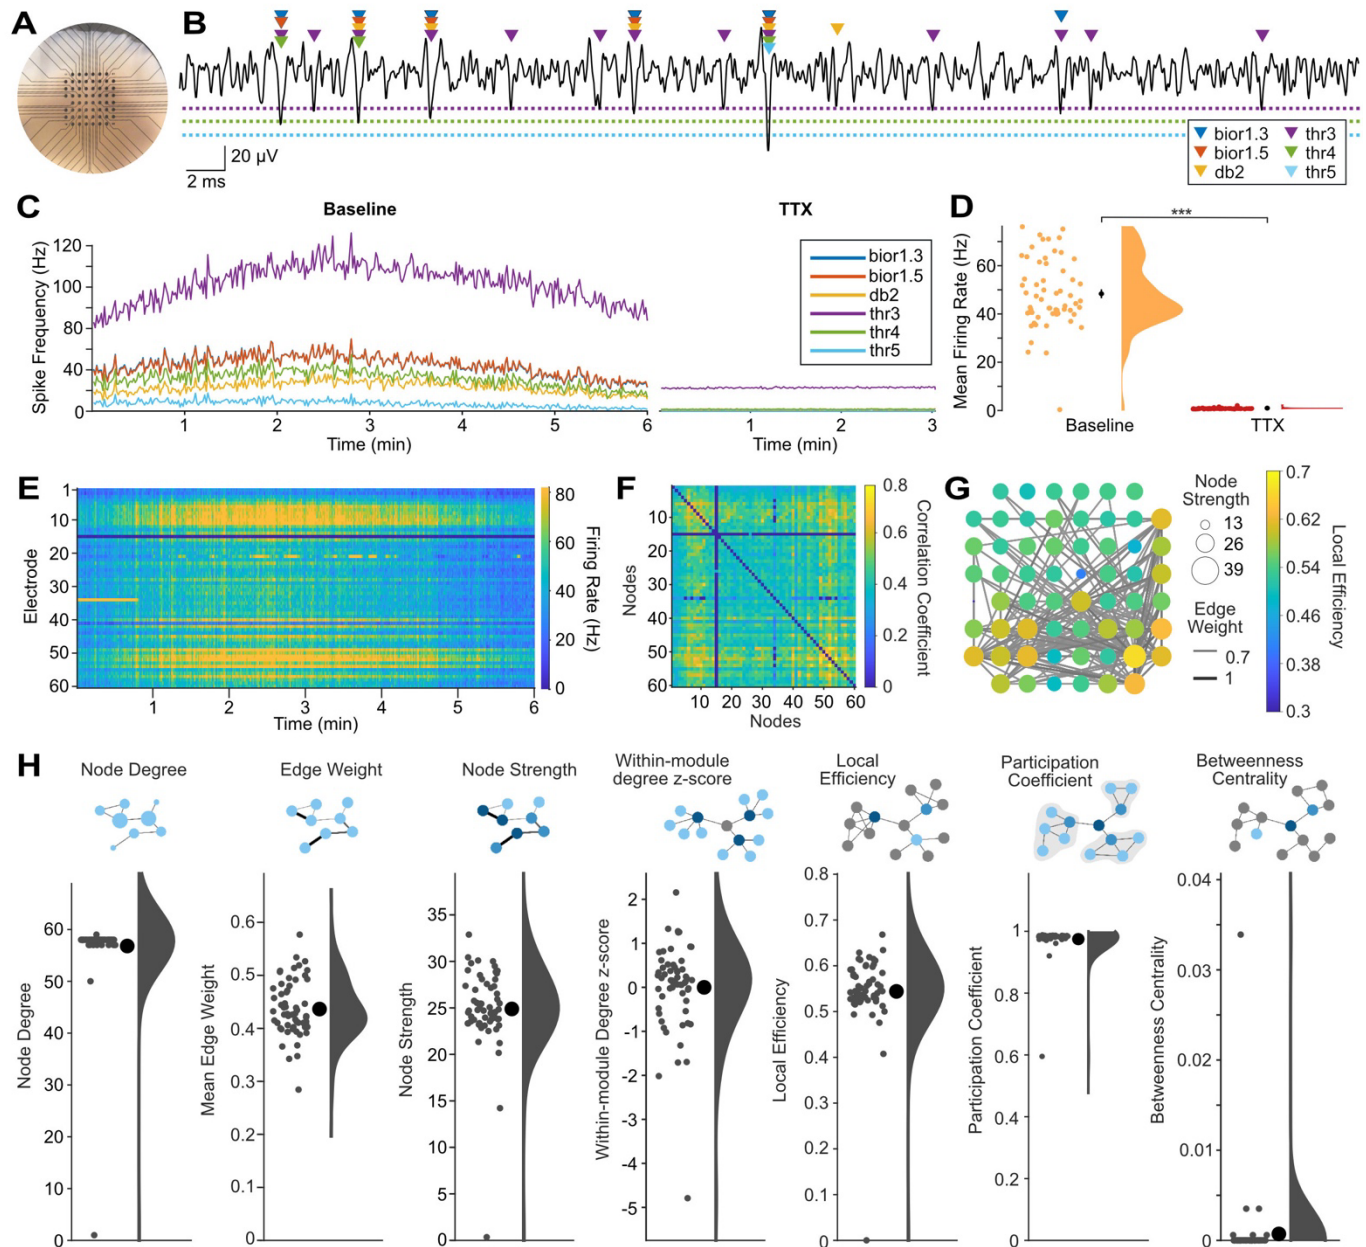 A
B
20 µV
2 ms
bior1.3
bior1.5
db2
thr3
thr4
thr5
C
Baseline
TTX
Spike Frequency (Hz)
120
100
80
40
0
1
2
3
4
5
6
Time (min)
bior1.3
bior1.5
db2
thr3
thr4
thr5
1
2
3
Time (min)
D
***
Mean Firing Rate (Hz)
60
40
20
0
Baseline
TTX
E
Electrode
1
10
20
30
40
50
60
1
2
3
4
5
6
Time (min)
80
60
40
20
0
Firing Rate (Hz)
F
Nodes
10
20
30
40
50
60
10
20
30
40
50
60
Nodes
0.8
0.6
0.4
0.2
0
Correlation Coefficient
G
Node
Strength
13
26
39
Edge
Weight
0.7
1
0.7
0.62
0.54
0.46
0.38
0.3
Local Efficiency
H
Node Degree
Node Degree
60
50
40
30
20
10
0
Edge Weight
Mean Edge Weight
0.6
0.5
0.4
0.3
0.2
0.1
0
Node Strength
Node Strength
35
30
25
20
15
10
5
0
Within-module
degree z-score
Within-module Degree z-score
2
1
0
-1
-2
-3
-4
-5
Local
Efficiency
Local Efficiency
0.8
0.7
0.6
0.5
0.4
0.3
0.2
0.1
0
Participation
Coefficient
Participation Coefficient
1
0.8
0.6
0.4
0.2
0
Betweenness
Centrality
Betweenness Centrality
0.04
0.03
0.02
0.01
0